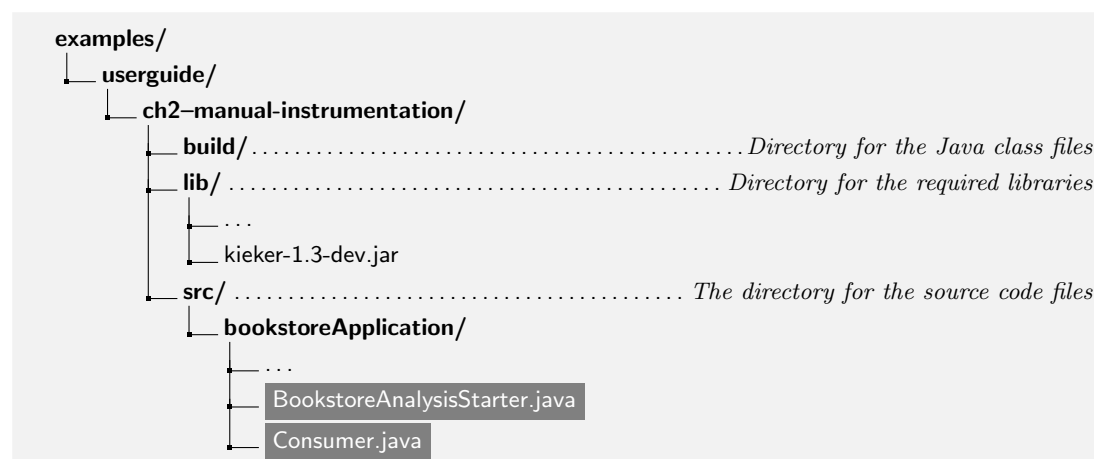 examples/
userguide/
ch2–manual-instrumentation/
build/ . . . . . . . . . . . . . . . . . . . . . . . . . . . . . . . . . . . . . . . . . . . . . . . . . . . . . . . Directory for the Java class files
lib/ . . . . . . . . . . . . . . . . . . . . . . . . . . . . . . . . . . . . . . . . . . . . . . . . . . . . . . . Directory for the required libraries
. . .
kieker-1.3-dev.jar
src/ . . . . . . . . . . . . . . . . . . . . . . . . . . . . . . . . . . . . . . . . . . . . . . . . . . The directory for the source code files
bookstoreApplication/
. . .
BookstoreAnalysisStarter.java
Consumer.java